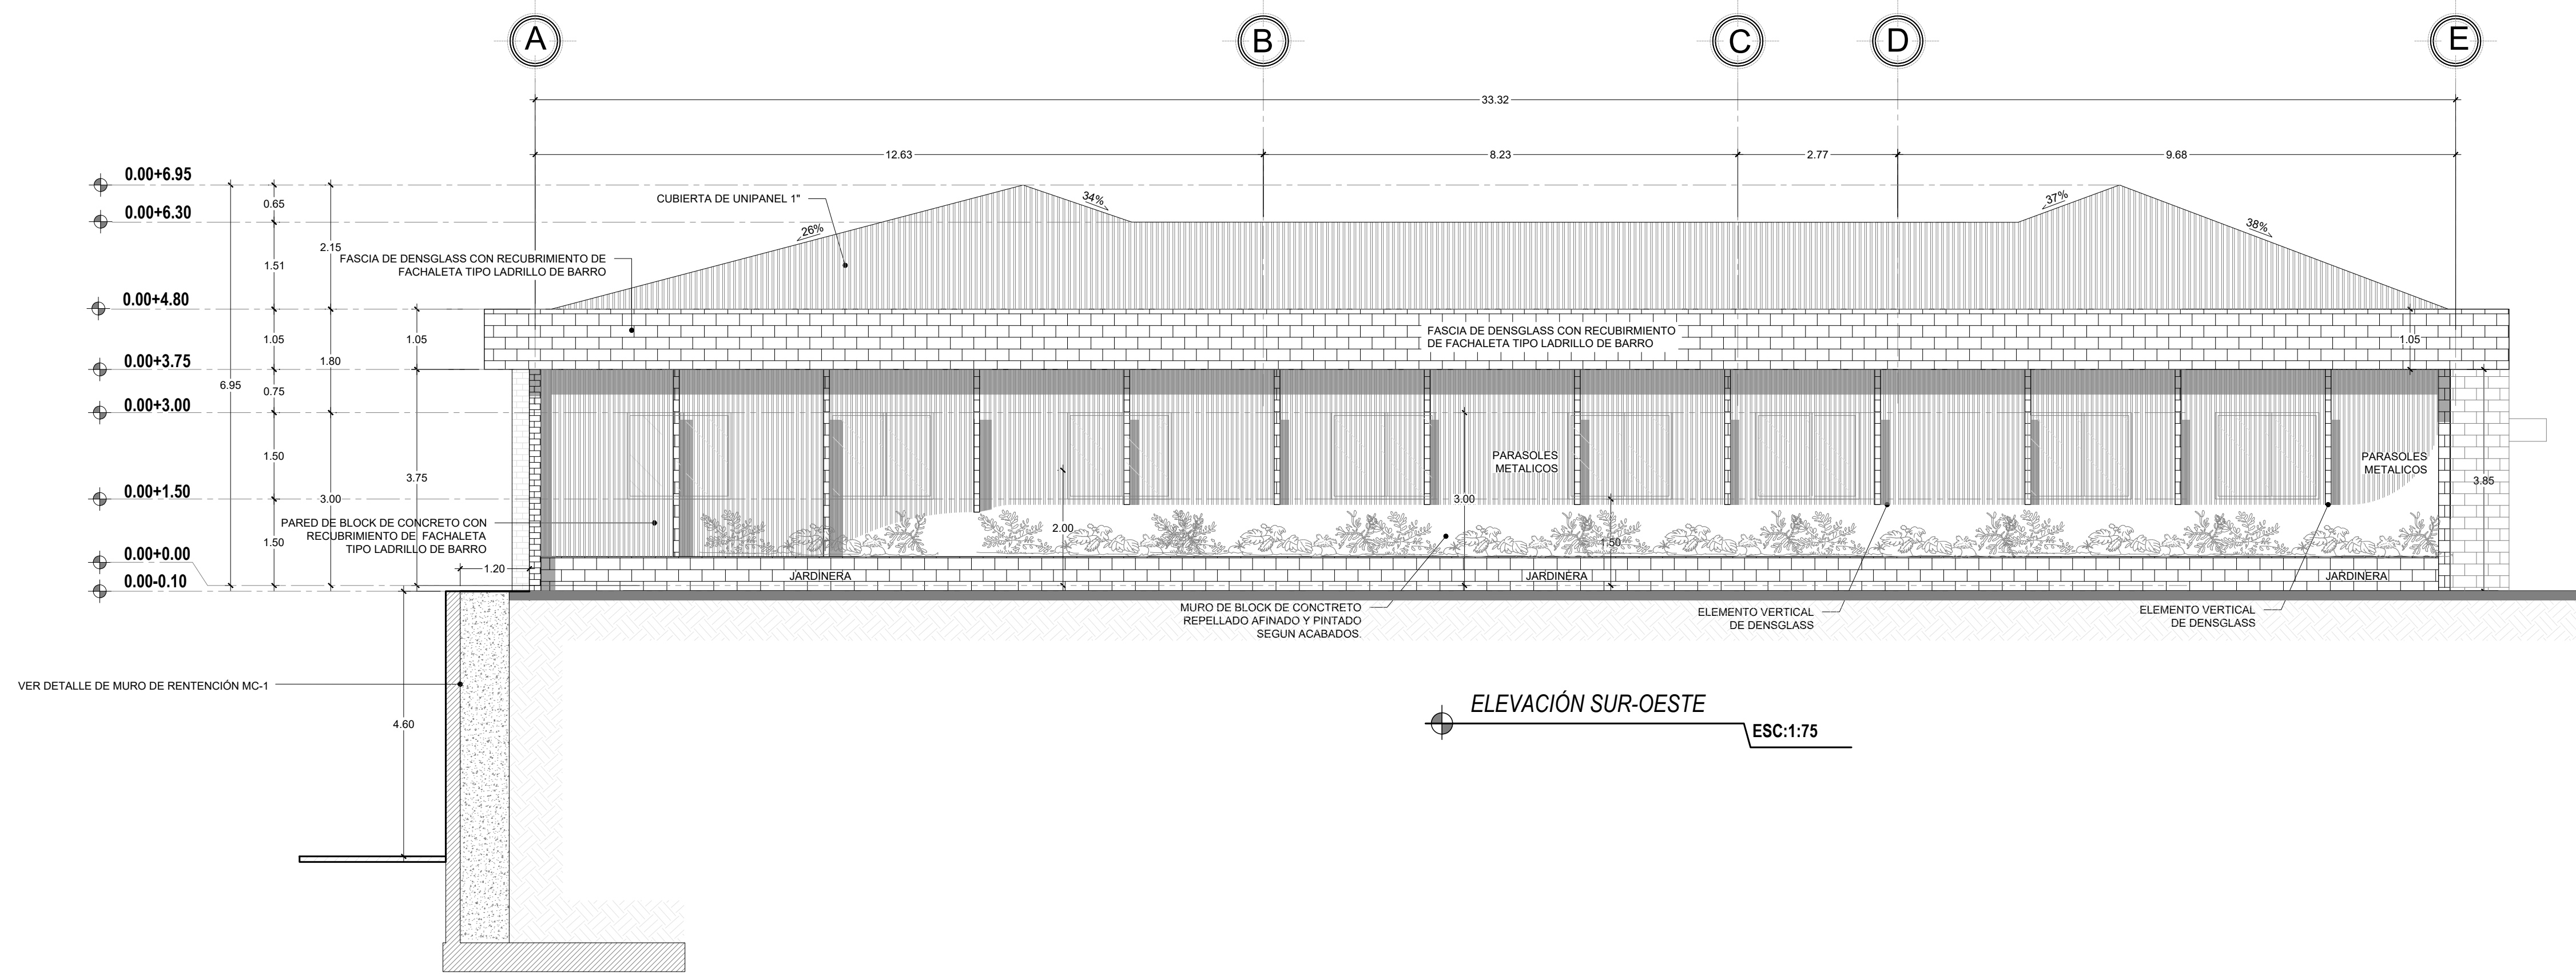 A
B
C
D
E
33.32
12.63
8.23
2.77
9.68
0.00+6.95
0.00+6.30
0.00+4.80
0.00+3.75
0.00+3.00
0.00+1.50
0.00+0.00
0.00-0.10
6.95
0.65
1.51
1.05
0.75
1.50
1.50
2.15
1.80
3.00
1.05
3.75
1.20
4.60
26%
34%
37%
38%
CUBIERTA DE UNIPANEL 1"
FASCIA DE DENSGLASS CON RECUBRIMIENTO DE
FACHALETA TIPO LADRILLO DE BARRO
FASCIA DE DENSGLASS CON RECUBIRMIENTO
DE FACHALETA TIPO LADRILLO DE BARRO
1.05
PARASOLES
METALICOS
PARASOLES
METALICOS
3.85
3.00
2.00
1.50
PARED DE BLOCK DE CONCRETO CON
RECUBRIMIENTO DE FACHALETA
TIPO LADRILLO DE BARRO
JARDINERA
JARDINERA
JARDINERA
MURO DE BLOCK DE CONCTRETO
REPELLADO AFINADO Y PINTADO
SEGUN ACABADOS.
ELEMENTO VERTICAL
DE DENSGLASS
ELEMENTO VERTICAL
DE DENSGLASS
VER DETALLE DE MURO DE RENTENCIÓN MC-1
ELEVACIÓN SUR-OESTE
ESC:1:75